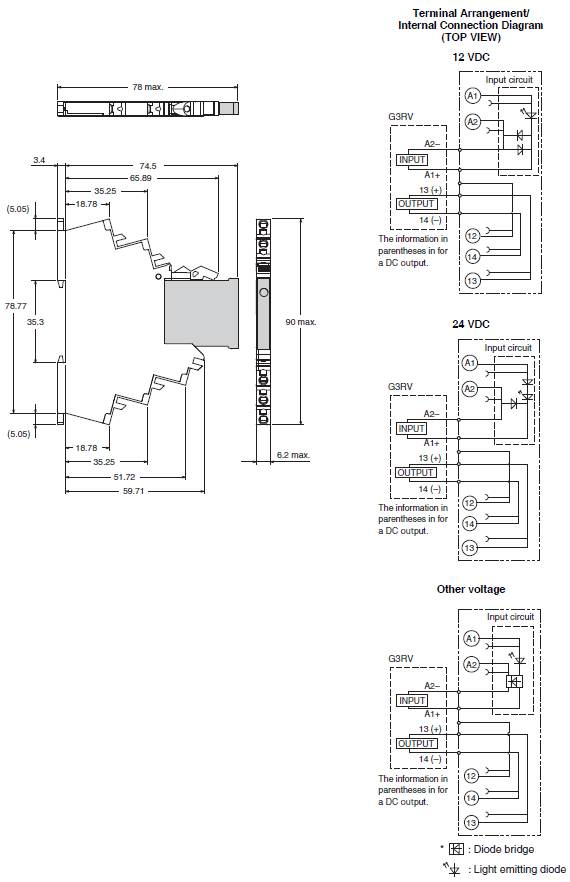 78 max.
3.4
74.5
65.89
35.25
18.78
(5.05)
78.77
35.3
90 max.
(5.05)
18.78
35.25
51.72
59.71
6.2 max.
Terminal Arrangement/
Internal Connection Diagram
(TOP VIEW)
12 VDC
Input circuit
A1
A2
G3RV
A2–
INPUT
A1+
13 (+)
OUTPUT
14 (–)
12
14
13
The information in
parentheses in for
a DC output.
24 VDC
Input circuit
A1
A2
G3RV
A2–
INPUT
A1+
13 (+)
OUTPUT
14 (–)
12
14
13
The information in
parentheses in for
a DC output.
Other voltage
Input circuit
A1
A2
G3RV
A2–
INPUT
A1+
13 (+)
OUTPUT
14 (–)
12
14
13
The information in
parentheses in for
a DC output.
* : Diode bridge
: Light emitting diode